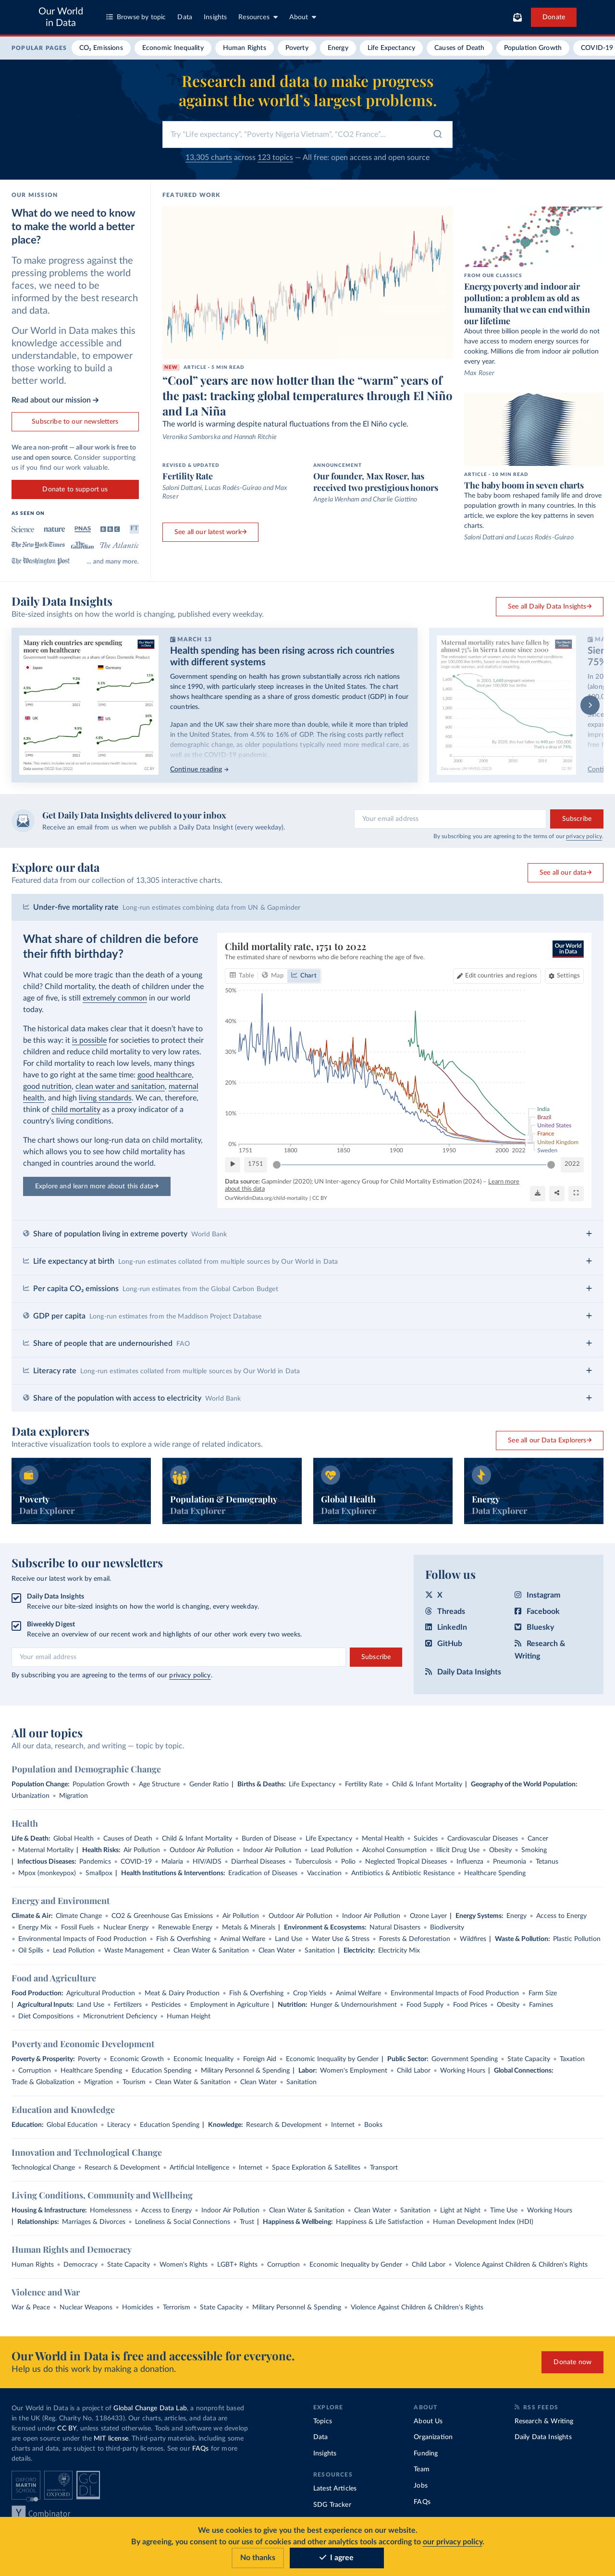 Our World
in Data
Browse by topic
Data
Insights
Resources
About
Donate
POPULAR PAGES
CO₂ Emissions
Economic Inequality
Human Rights
Poverty
Energy
Life Expectancy
Causes of Death
Population Growth
COVID-19
Research and data to make progress
against the world's largest problems.
Try "Life expectancy", "Poverty Nigeria Vietnam", "CO2 France"...
13,305 charts across 123 topics — All free: open access and open source
OUR MISSION
What do we need to know
to make the world a better
place?
To make progress against the
pressing problems the world
faces, we need to be
informed by the best research
and data.
Our World in Data makes this
knowledge accessible and
understandable, to empower
those working to build a
better world.
Read about our mission →
Subscribe to our newsletters
We are a non-profit — all our work is free to
use and open source. Consider supporting
us if you find our work valuable.
Donate to support us
AS SEEN ON
Science nature PNAS BBC FT
The New York Times The Guardian The Atlantic
The Washington Post ... and many more.
FEATURED WORK
NEW ARTICLE - 3 MIN READ
"Cool" years are now hotter than the "warm" years of
the past: tracking global temperatures through El Niño
and La Niña
The world is warming despite natural fluctuations from the El Niño cycle.
Veronika Samborska and Hannah Ritchie
REVISED & UPDATED
Fertility Rate
Saloni Dattani, Lucas Rodés-Guirao and Max
Roser
ANNOUNCEMENT
Our founder, Max Roser, has
received two prestigious honors
Angela Wenham and Charlie Giattino
See all our latest work→
FROM OUR CLASSICS
Energy poverty and indoor air
pollution: a problem as old as
humanity that we can end within
our lifetime
About three billion people in the world do not
have access to modern energy sources for
cooking. Millions die from indoor air pollution
every year.
Max Roser
ARTICLE - 10 MIN READ
The baby boom in seven charts
The baby boom reshaped family life and drove
population growth in many countries. In this
article, we explore the key patterns in seven
charts.
Saloni Dattani and Lucas Rodés-Guirao
Daily Data Insights
Bite-sized insights on how the world is changing, published every weekday.
See all Daily Data Insights→
Many rich countries are spending
more on healthcare
Japan
Germany
UK
US
MARCH 13
Health spending has been rising across rich countries
with different systems
Government spending on health has grown substantially across rich nations
since 1990, with particularly steep increases in the United States. The chart
shows healthcare spending as a share of gross domestic product (GDP) in four
countries.
Japan and the UK saw their share more than double, while it more than tripled
in the United States, from 4.5% to 16% of GDP. The rising costs partly reflect
demographic change, as older populations typically need more medical care, as
well as the COVID-19 pandemic.
Continue reading →
Maternal mortality rates have fallen by
almost 75% in Sierra Leone since 2000
Get Daily Data Insights delivered to your inbox
Receive an email from us when we publish a Daily Data Insight (every weekday).
Your email address
Subscribe
By subscribing you are agreeing to the terms of our privacy policy.
Explore our data
Featured data from our collection of 13,305 interactive charts.
See all our data→
Under-five mortality rate Long-run estimates combining data from UN & Gapminder
What share of children die before
their fifth birthday?
What could be more tragic than the death of a young
child? Child mortality, the death of children under the
age of five, is still extremely common in our world
today.
The historical data makes clear that it doesn't have to
be this way: it is possible for societies to protect their
children and reduce child mortality to very low rates.
For child mortality to reach low levels, many things
have to go right at the same time: good healthcare,
good nutrition, clean water and sanitation, maternal
health, and high living standards. We can, therefore,
think of child mortality as a proxy indicator of a
country's living conditions.
The chart shows our long-run data on child mortality,
which allows you to see how child mortality has
changed in countries around the world.
Explore and learn more about this data→
Child mortality rate, 1751 to 2022
The estimated share of newborns who die before reaching the age of five.
Our World
in Data
Table
Map
Chart
Edit countries and regions
Settings
50%
40%
30%
20%
10%
0%
1751
1800
1850
1900
1950
2000
2022
India
Brazil
United States
France
United Kingdom
Sweden
1751
2022
Data source: Gapminder (2020); UN Inter-agency Group for Child Mortality Estimation (2024) – Learn more
about this data
OurWorldinData.org/child-mortality | CC BY
Share of population living in extreme poverty World Bank
Life expectancy at birth Long-run estimates collated from multiple sources by Our World in Data
Per capita CO₂ emissions Long-run estimates from the Global Carbon Budget
GDP per capita Long-run estimates from the Maddison Project Database
Share of people that are undernourished FAO
Literacy rate Long-run estimates collated from multiple sources by Our World in Data
Share of the population with access to electricity World Bank
Data explorers
Interactive visualization tools to explore a wide range of related indicators.
See all our Data Explorers→
Poverty
Data Explorer
Population & Demography
Data Explorer
Global Health
Data Explorer
Energy
Data Explorer
Subscribe to our newsletters
Receive our latest work by email.
Daily Data Insights
Receive our bite-sized insights on how the world is changing, every weekday.
Biweekly Digest
Receive an overview of our recent work and highlights of our other work every two weeks.
Your email address
Subscribe
By subscribing you are agreeing to the terms of our privacy policy.
Follow us
X
Threads
LinkedIn
GitHub
Daily Data Insights
Instagram
Facebook
Bluesky
Research &
Writing
All our topics
All our data, research, and writing — topic by topic.
Population and Demographic Change
Population Change: Population Growth • Age Structure • Gender Ratio | Births & Deaths: Life Expectancy • Fertility Rate • Child & Infant Mortality | Geography of the World Population:
Urbanization • Migration
Health
Life & Death: Global Health • Causes of Death • Child & Infant Mortality • Burden of Disease • Life Expectancy • Mental Health • Suicides • Cardiovascular Diseases • Cancer
• Maternal Mortality | Health Risks: Air Pollution • Outdoor Air Pollution • Indoor Air Pollution • Lead Pollution • Alcohol Consumption • Illicit Drug Use • Obesity • Smoking
| Infectious Diseases: Pandemics • COVID-19 • Malaria • HIV/AIDS • Diarrheal Diseases • Tuberculosis • Polio • Neglected Tropical Diseases • Influenza • Pneumonia • Tetanus
• Mpox (monkeypox) • Smallpox | Health Institutions & Interventions: Eradication of Diseases • Vaccination • Antibiotics & Antibiotic Resistance • Healthcare Spending
Energy and Environment
Climate & Air: Climate Change • CO2 & Greenhouse Gas Emissions • Air Pollution • Outdoor Air Pollution • Indoor Air Pollution • Ozone Layer | Energy Systems: Energy • Access to Energy
• Energy Mix • Fossil Fuels • Nuclear Energy • Renewable Energy • Metals & Minerals | Environment & Ecosystems: Natural Disasters • Biodiversity
• Environmental Impacts of Food Production • Fish & Overfishing • Animal Welfare • Land Use • Water Use & Stress • Forests & Deforestation • Wildfires | Waste & Pollution: Plastic Pollution
• Oil Spills • Lead Pollution • Waste Management • Clean Water & Sanitation • Clean Water • Sanitation | Electricity: Electricity Mix
Food and Agriculture
Food Production: Agricultural Production • Meat & Dairy Production • Fish & Overfishing • Crop Yields • Animal Welfare • Environmental Impacts of Food Production • Farm Size
| Agricultural Inputs: Land Use • Fertilizers • Pesticides • Employment in Agriculture | Nutrition: Hunger & Undernourishment • Food Supply • Food Prices • Obesity • Famines
• Diet Compositions • Micronutrient Deficiency • Human Height
Poverty and Economic Development
Poverty & Prosperity: Poverty • Economic Growth • Economic Inequality • Foreign Aid • Economic Inequality by Gender | Public Sector: Government Spending • State Capacity • Taxation
• Corruption • Healthcare Spending • Education Spending • Military Personnel & Spending | Labor: Women's Employment • Child Labor • Working Hours | Global Connections:
Trade & Globalization • Migration • Tourism • Clean Water & Sanitation • Clean Water • Sanitation
Education and Knowledge
Education: Global Education • Literacy • Education Spending | Knowledge: Research & Development • Internet • Books
Innovation and Technological Change
Technological Change • Research & Development • Artificial Intelligence • Internet • Space Exploration & Satellites • Transport
Living Conditions, Community and Wellbeing
Housing & Infrastructure: Homelessness • Access to Energy • Indoor Air Pollution • Clean Water & Sanitation • Clean Water • Sanitation • Light at Night • Time Use • Working Hours
| Relationships: Marriages & Divorces • Loneliness & Social Connections • Trust | Happiness & Wellbeing: Happiness & Life Satisfaction • Human Development Index (HDI)
Human Rights and Democracy
Human Rights • Democracy • State Capacity • Women's Rights • LGBT+ Rights • Corruption • Economic Inequality by Gender • Child Labor • Violence Against Children & Children's Rights
Violence and War
War & Peace • Nuclear Weapons • Homicides • Terrorism • State Capacity • Military Personnel & Spending • Violence Against Children & Children's Rights
Our World in Data is free and accessible for everyone.
Help us do this work by making a donation.
Donate now
Our World in Data is a project of Global Change Data Lab, a nonprofit based
in the UK (Reg. Charity No. 1186433). Our charts, articles, and data are
licensed under CC BY, unless stated otherwise. Tools and software we develop
are open source under the MIT license. Third-party materials, including some
charts and data, are subject to third-party licenses. See our FAQs for more
details.
OXFORD
MARTIN
SCHOOL
UNIVERSITY OF
OXFORD
GC
DL
Y Combinator
EXPLORE
Topics
Data
Insights
RESOURCES
Latest Articles
SDG Tracker
ABOUT
About Us
Organization
Funding
Team
Jobs
FAQs
RSS FEEDS
Research & Writing
Daily Data Insights
We use cookies to give you the best experience on our website.
By agreeing, you consent to our use of cookies and other analytics tools according to our privacy policy.
No thanks
I agree